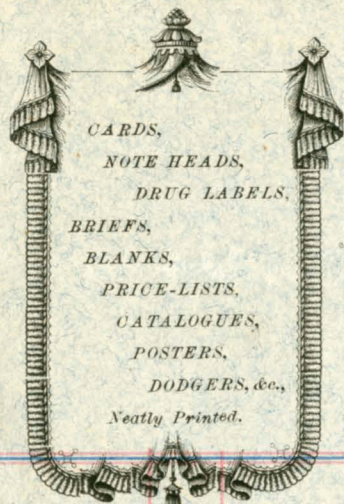 CARDS,
NOTE HEADS,
DRUG LABELS,
BRIEFS,
BLANKS,
PRICE-LISTS,
CATALOGUES,
POSTERS,
DODGERS, &c.,
Neatly Printed.